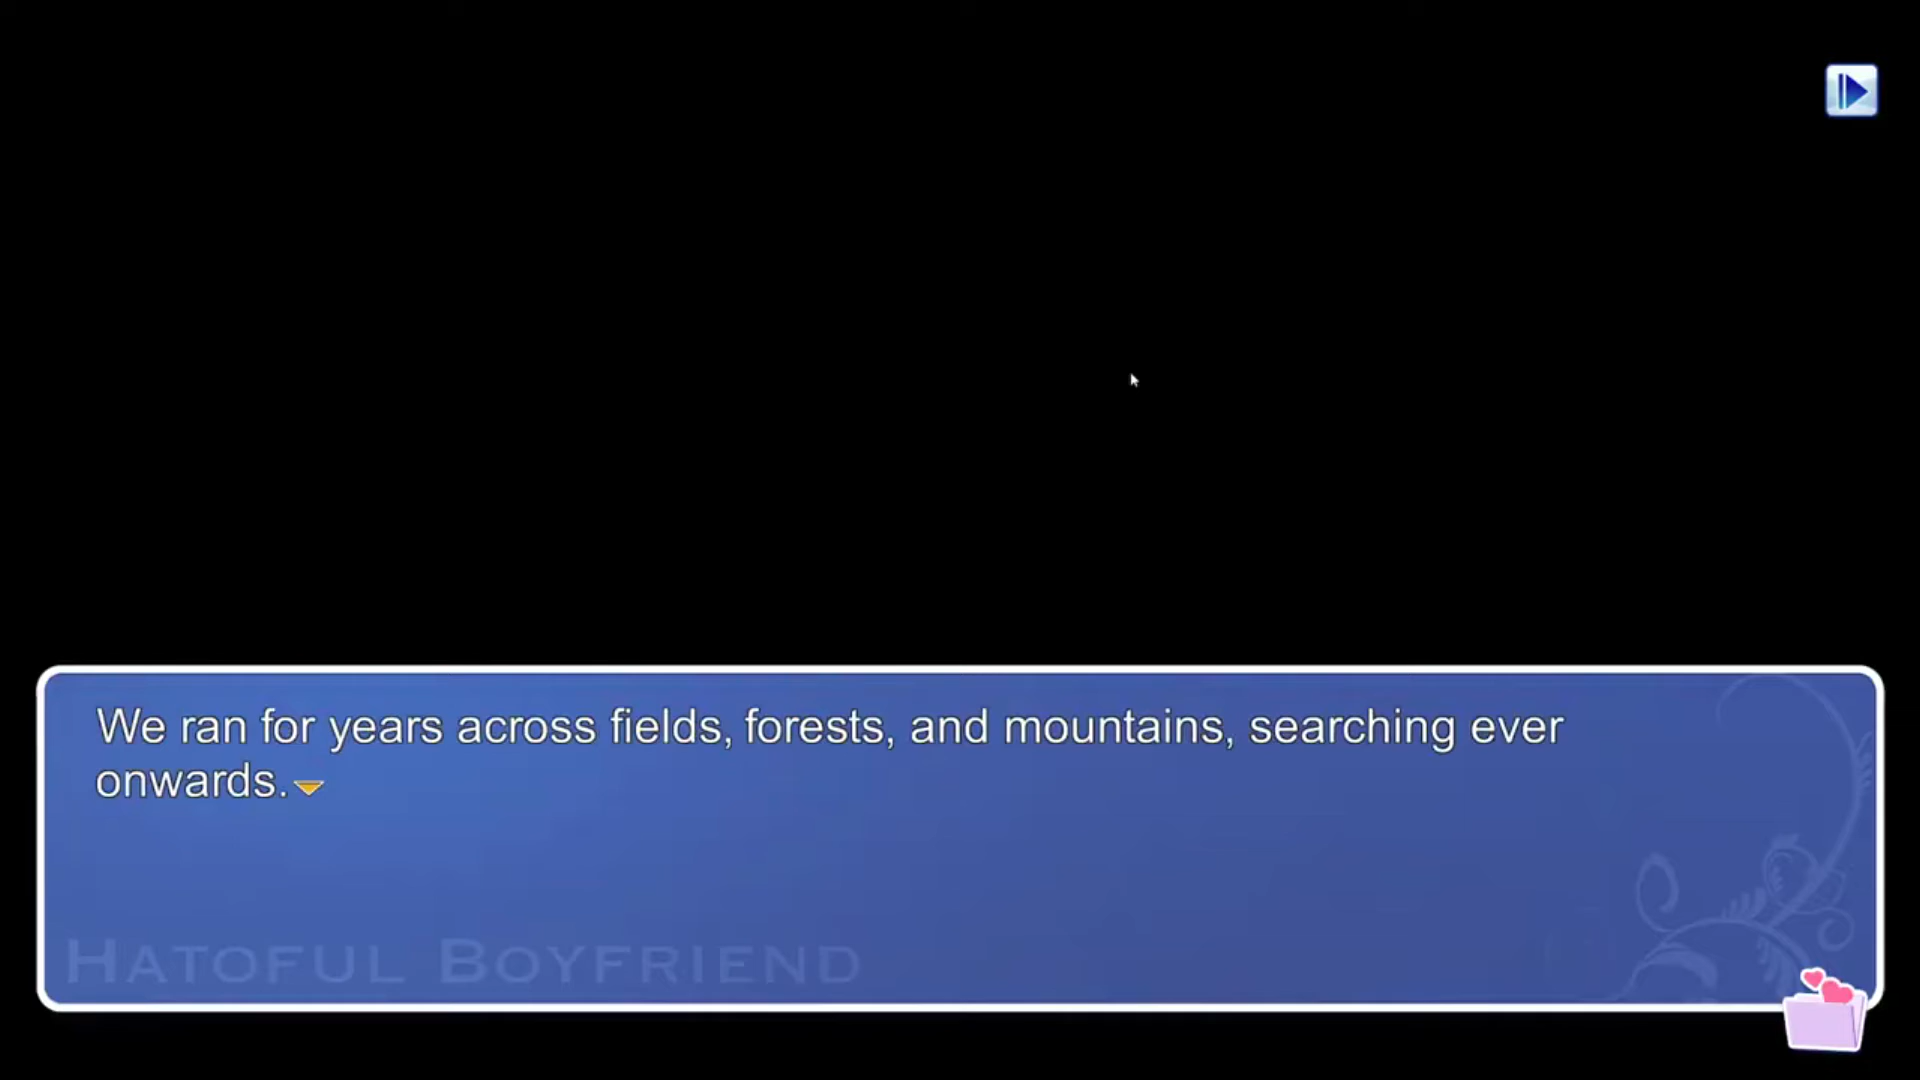 We ran for years across fields, forests, and mountains, searching ever
onwards.
HATOFUL BOYFRIEND